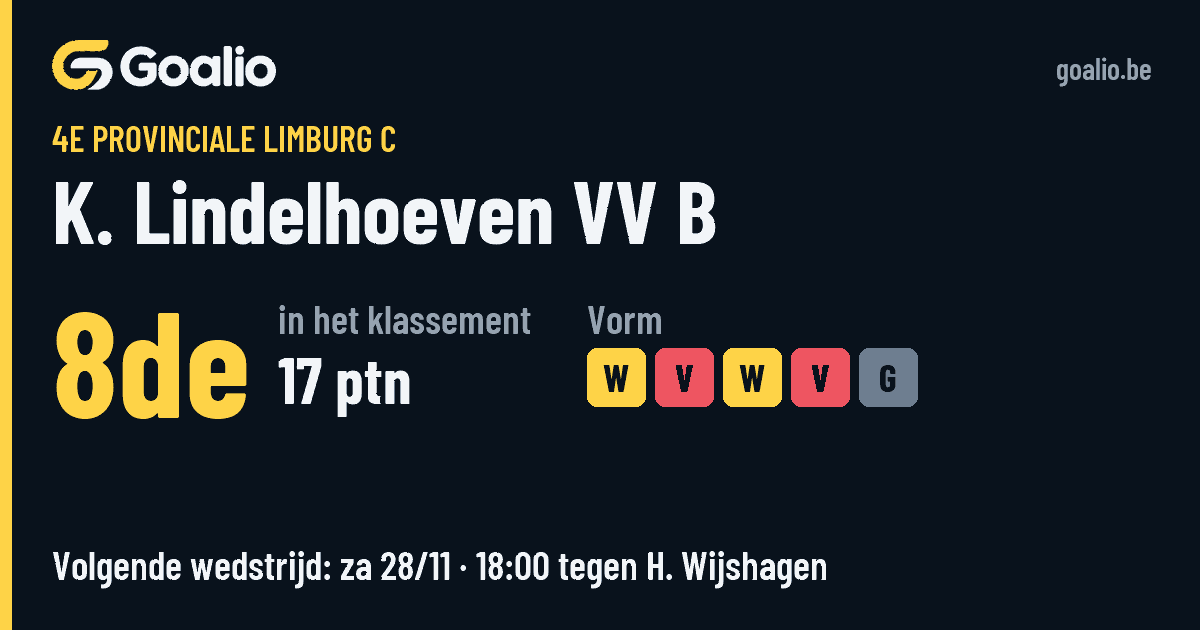 Goalio
goalio.be
4E PROVINCIALE LIMBURG C
K. Lindelhoeven VV B
8de
in het klassement
17 ptn
Vorm
W V W V G
Volgende wedstrijd: za 28/11 · 18:00 tegen H. Wijshagen